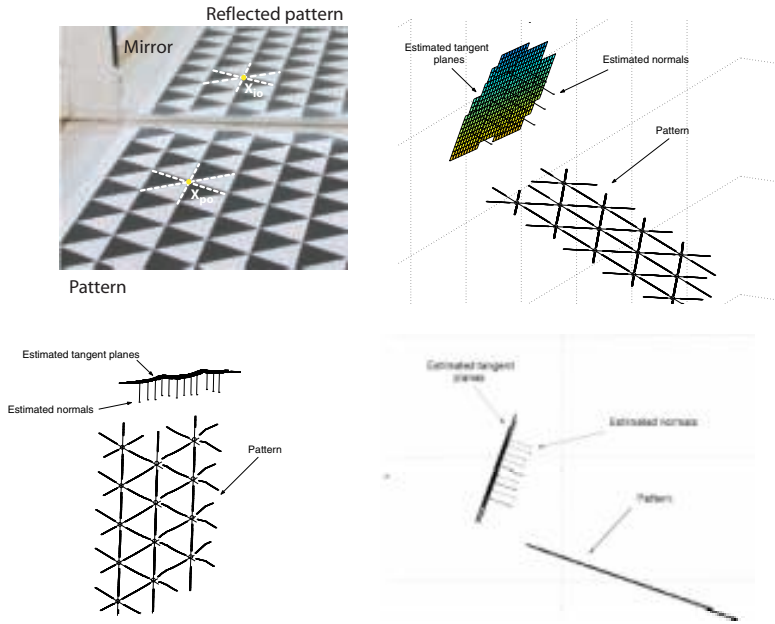 Reflected pattern
Mirror
X_io
X_po
Pattern
Estimated tangent
planes
Estimated normals
Pattern
Estimated tangent planes
Estimated normals
Pattern
Estimated tangent
planes
Estimated normals
Pattern